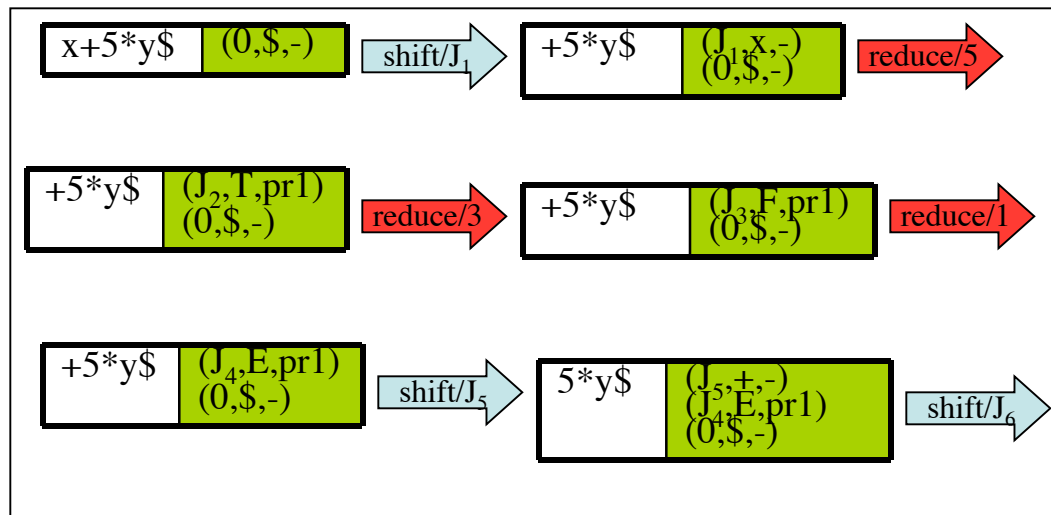 x+5*y$
(0,$,-)
shift/J₁
+5*y$
(J₁,x,-)
(0,$,-)
reduce/5
+5*y$
(J₂,T,pr1)
(0,$,-)
reduce/3
+5*y$
(J₃,F,pr1)
(0,$,-)
reduce/1
+5*y$
(J₄,E,pr1)
(0,$,-)
shift/J₅
5*y$
(J₅,+,-)
(J₄,E,pr1)
(0,$,-)
shift/J₆